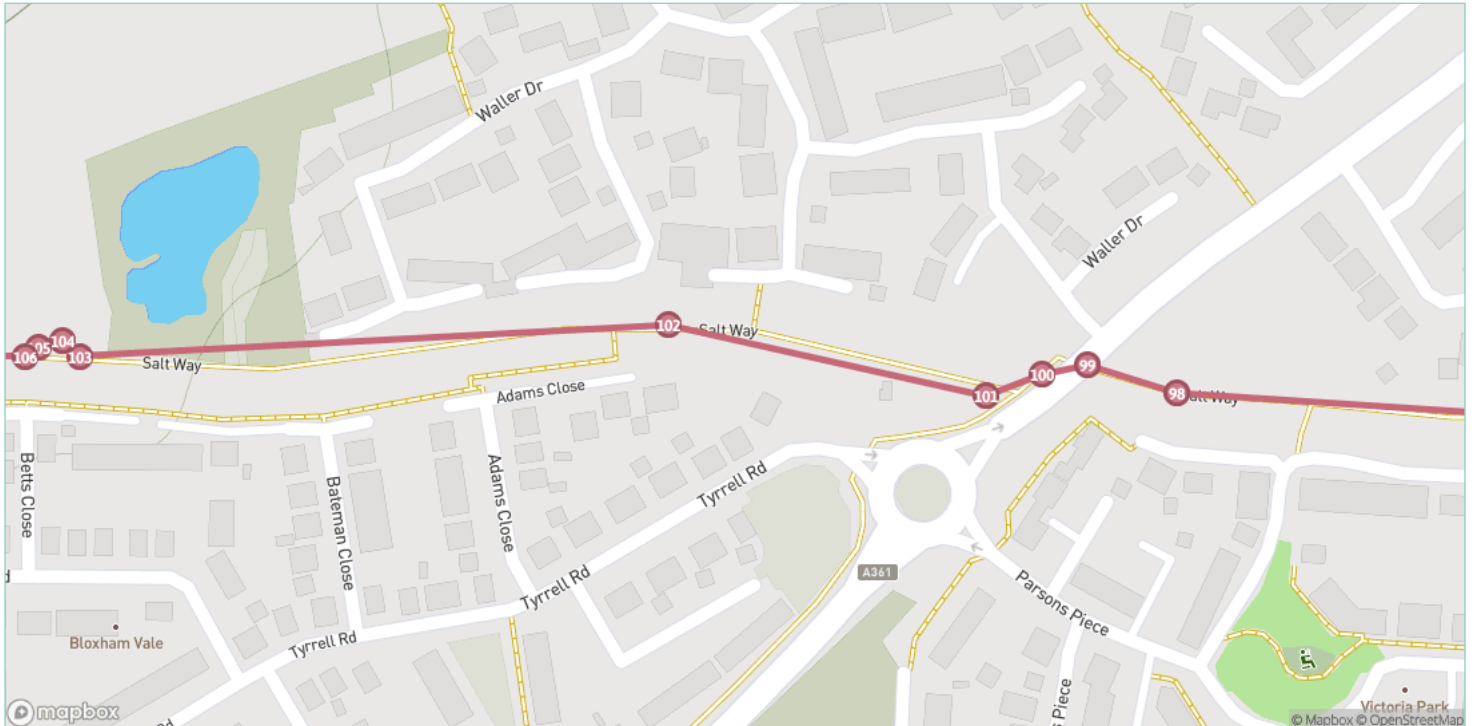 Waller Dr
Waller Dr
102
Salt Way
104
105
106
103
Salt Way
99
100
98
alt Way
101
Adams Close
Betts Close
Bateman Close
Adams Close
Tyrrell Rd
A361
Tyrrell Rd
Parsons Piece
Bloxham Vale
Tyrrell Rd
s Piece
Victoria Park
Rd
mapbox
© Mapbox © OpenStreetMap